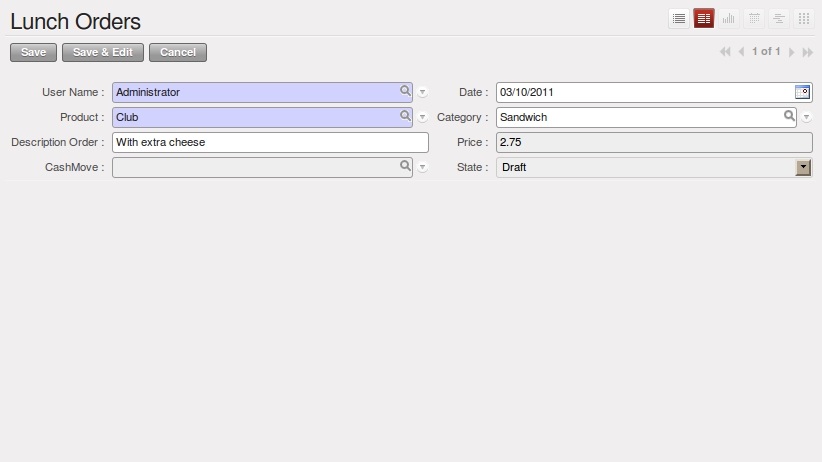 Lunch Orders
Save Save & Edit Cancel 1 of 1
User Name : Administrator Date : 03/10/2011
Product : Club Category : Sandwich
Description Order : With extra cheese Price : 2.75
CashMove : State : Draft